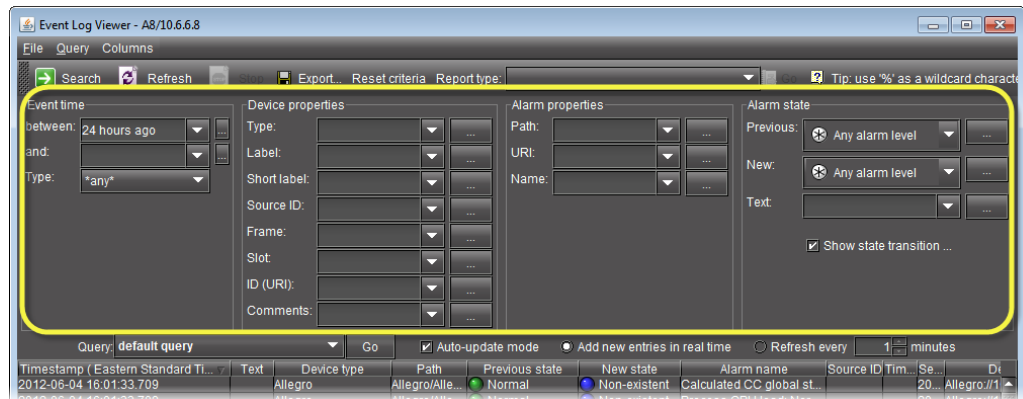 Event Log Viewer - A8/10.6.6.8
File Query Columns
Search Refresh Stop Export... Reset criteria Report type: Go Tip: use '%' as a wildcard characte
Event time
between: 24 hours ago ...
and: ...
Type: *any*
Device properties
Type: ...
Label: ...
Short label: ...
Source ID: ...
Frame: ...
Slot: ...
ID (URI): ...
Comments: ...
Alarm properties
Path: ...
URI: ...
Name: ...
Alarm state
Previous: Any alarm level ...
New: Any alarm level ...
Text: ...
Show state transition ...
Query: default query Go Auto-update mode Add new entries in real time Refresh every 1 minutes
Timestamp ( Eastern Standard Ti... Text Device type Path Previous state New state Alarm name Source ID Tim... Se... De
2012-06-04 16:01:33.709 Allegro Allegro/Alle... Normal Non-existent Calculated CC global st... 20... Allegro://1